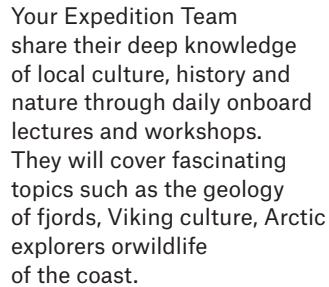 Your Expedition Team
share their deep knowledge
of local culture, history and
nature through daily onboard
lectures and workshops.
They will cover fascinating
topics such as the geology
of fjords, Viking culture, Arctic
explorers orwildlife
of the coast.